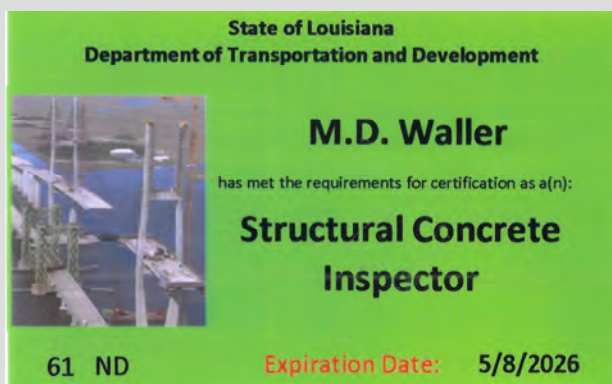 State of Louisiana
Department of Transportation and Development
M.D. Waller
has met the requirements for certification as a(n):
Structural Concrete
Inspector
61 ND Expiration Date: 5/8/2026